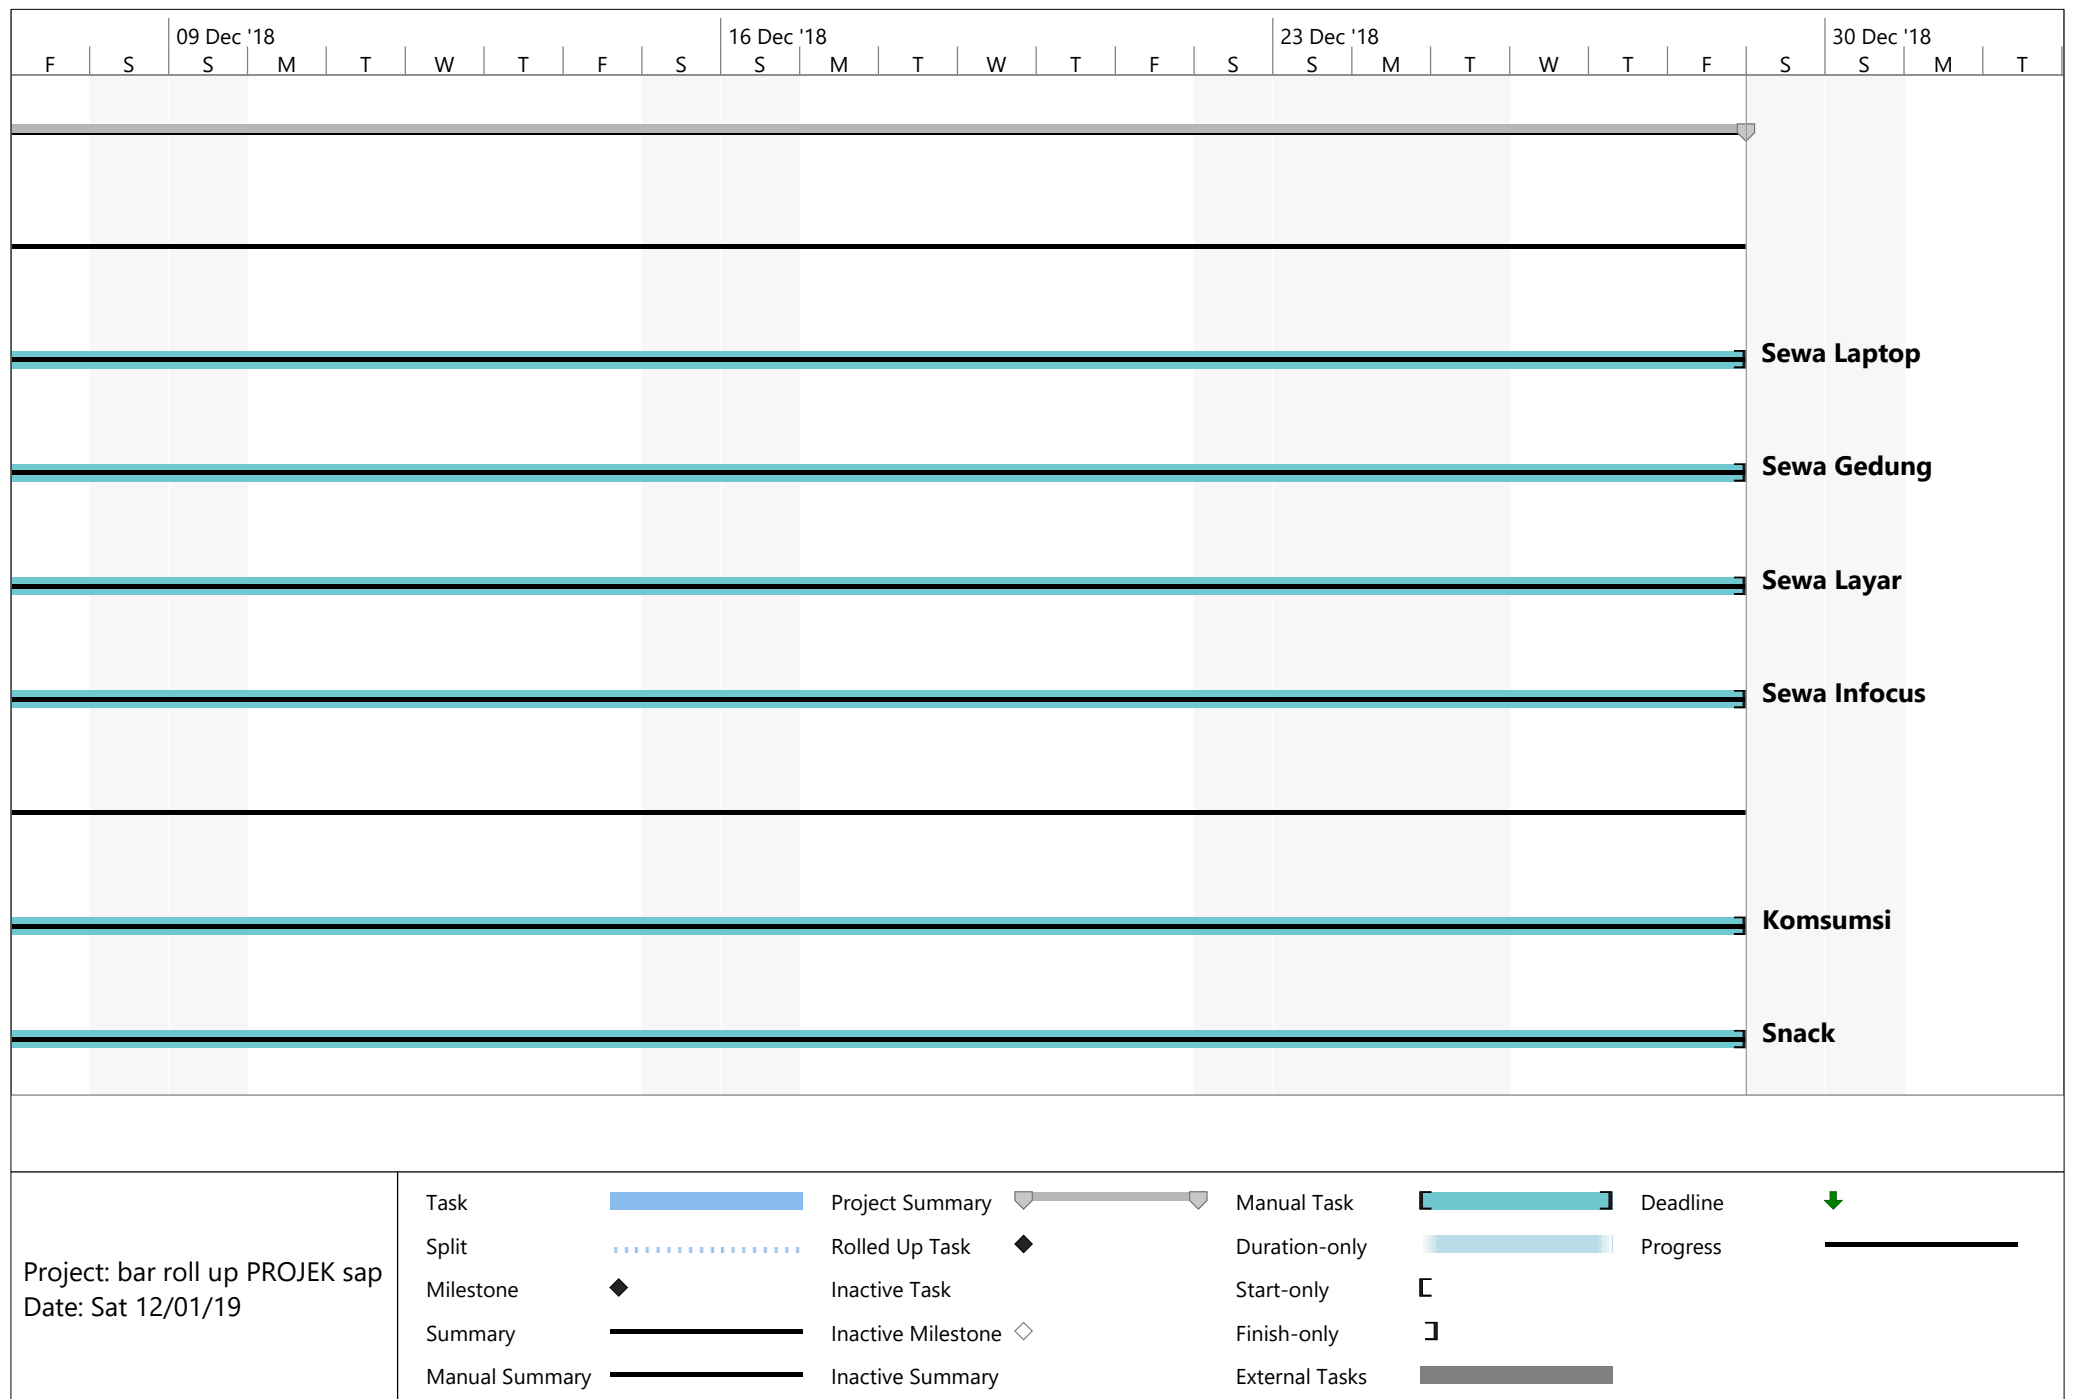 09 Dec '18 16 Dec '18 23 Dec '18 30 Dec '18
F S S M T W T F S S M T W T F S S M T W T F S S M T
Sewa Laptop
Sewa Gedung
Sewa Layar
Sewa Infocus
Komsumsi
Snack
Project: bar roll up PROJEK sap
Date: Sat 12/01/19
Task
Split
Milestone
Summary
Manual Summary
Project Summary
Rolled Up Task
Inactive Task
Inactive Milestone
Inactive Summary
Manual Task
Duration-only
Start-only
Finish-only
External Tasks
Deadline
Progress